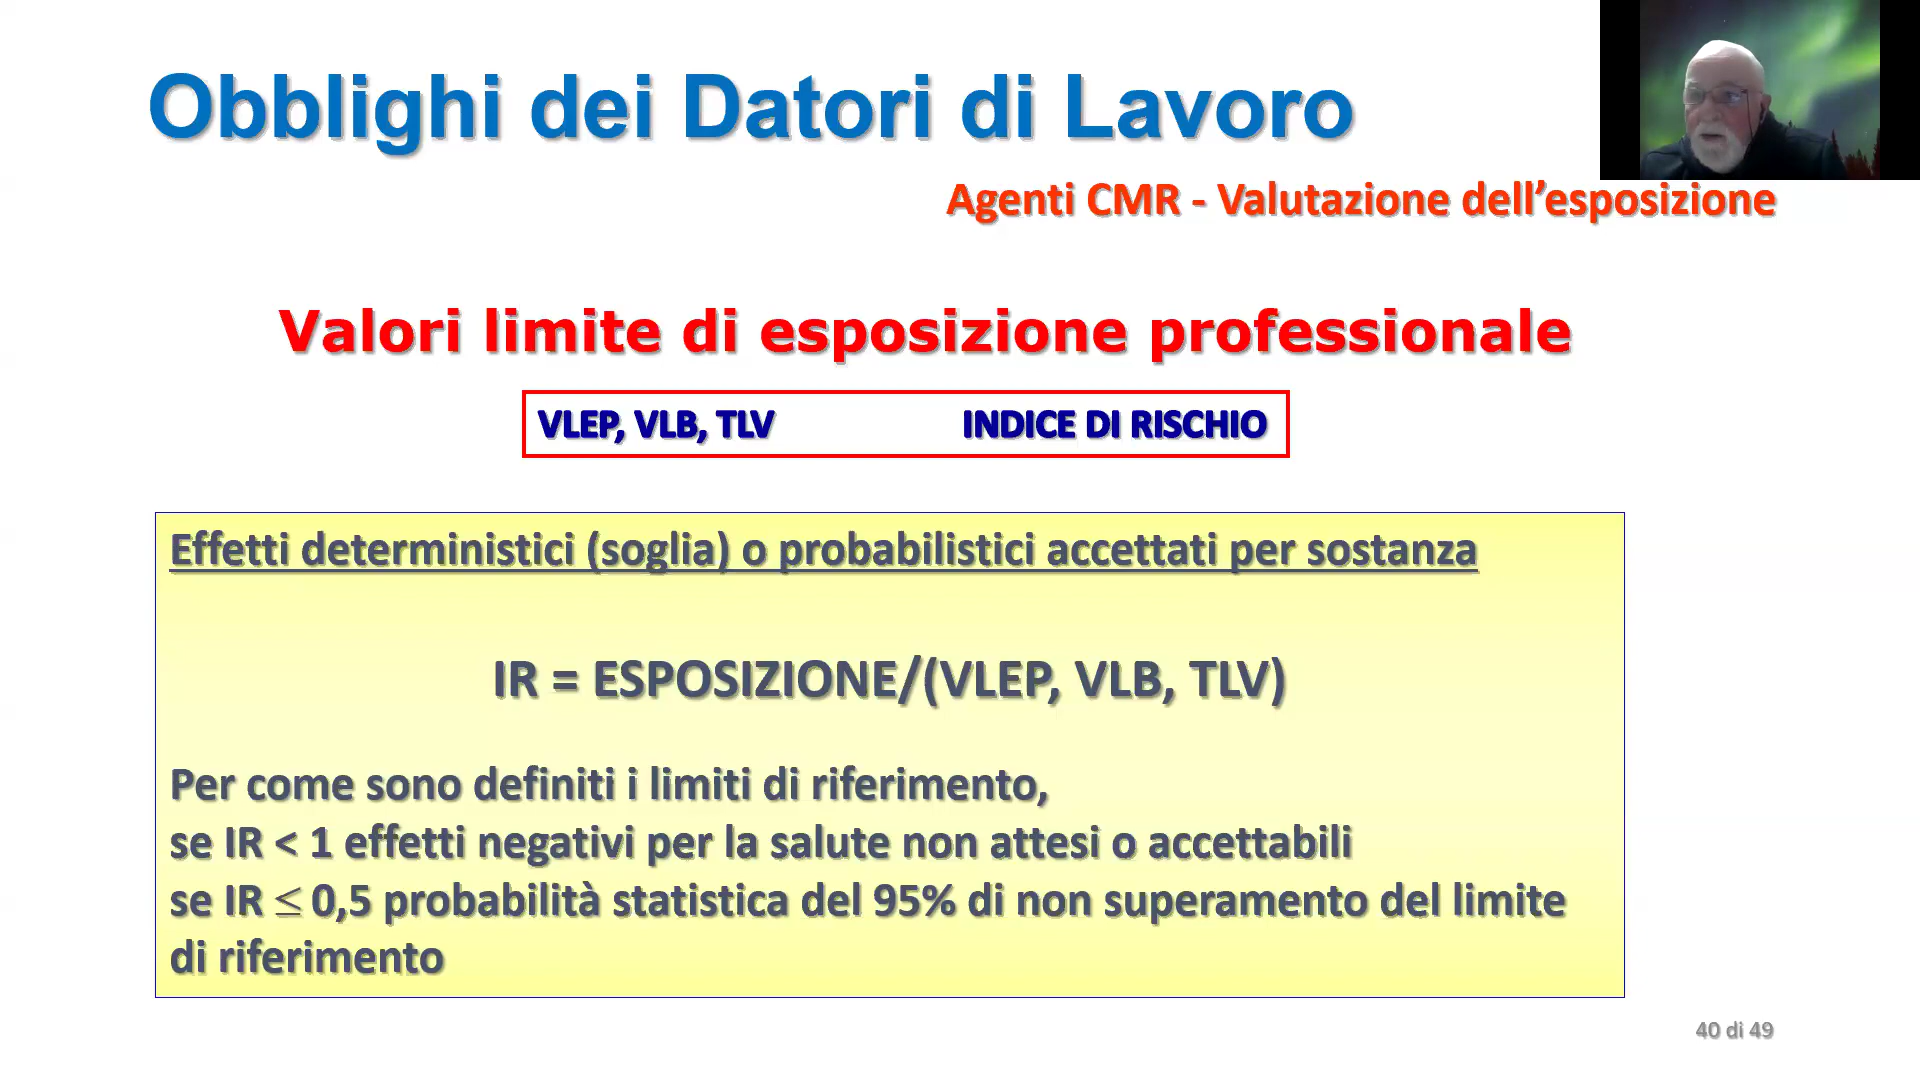 Obblighi dei Datori di Lavoro
Agenti CMR - Valutazione dell’esposizione
Valori limite di esposizione professionale
VLEP, VLB, TLV INDICE DI RISCHIO
Effetti deterministici (soglia) o probabilistici accettati per sostanza
IR = ESPOSIZIONE/(VLEP, VLB, TLV)
Per come sono definiti i limiti di riferimento,
se IR < 1 effetti negativi per la salute non attesi o accettabili
se IR ≤ 0,5 probabilità statistica del 95% di non superamento del limite
di riferimento
40 di 49